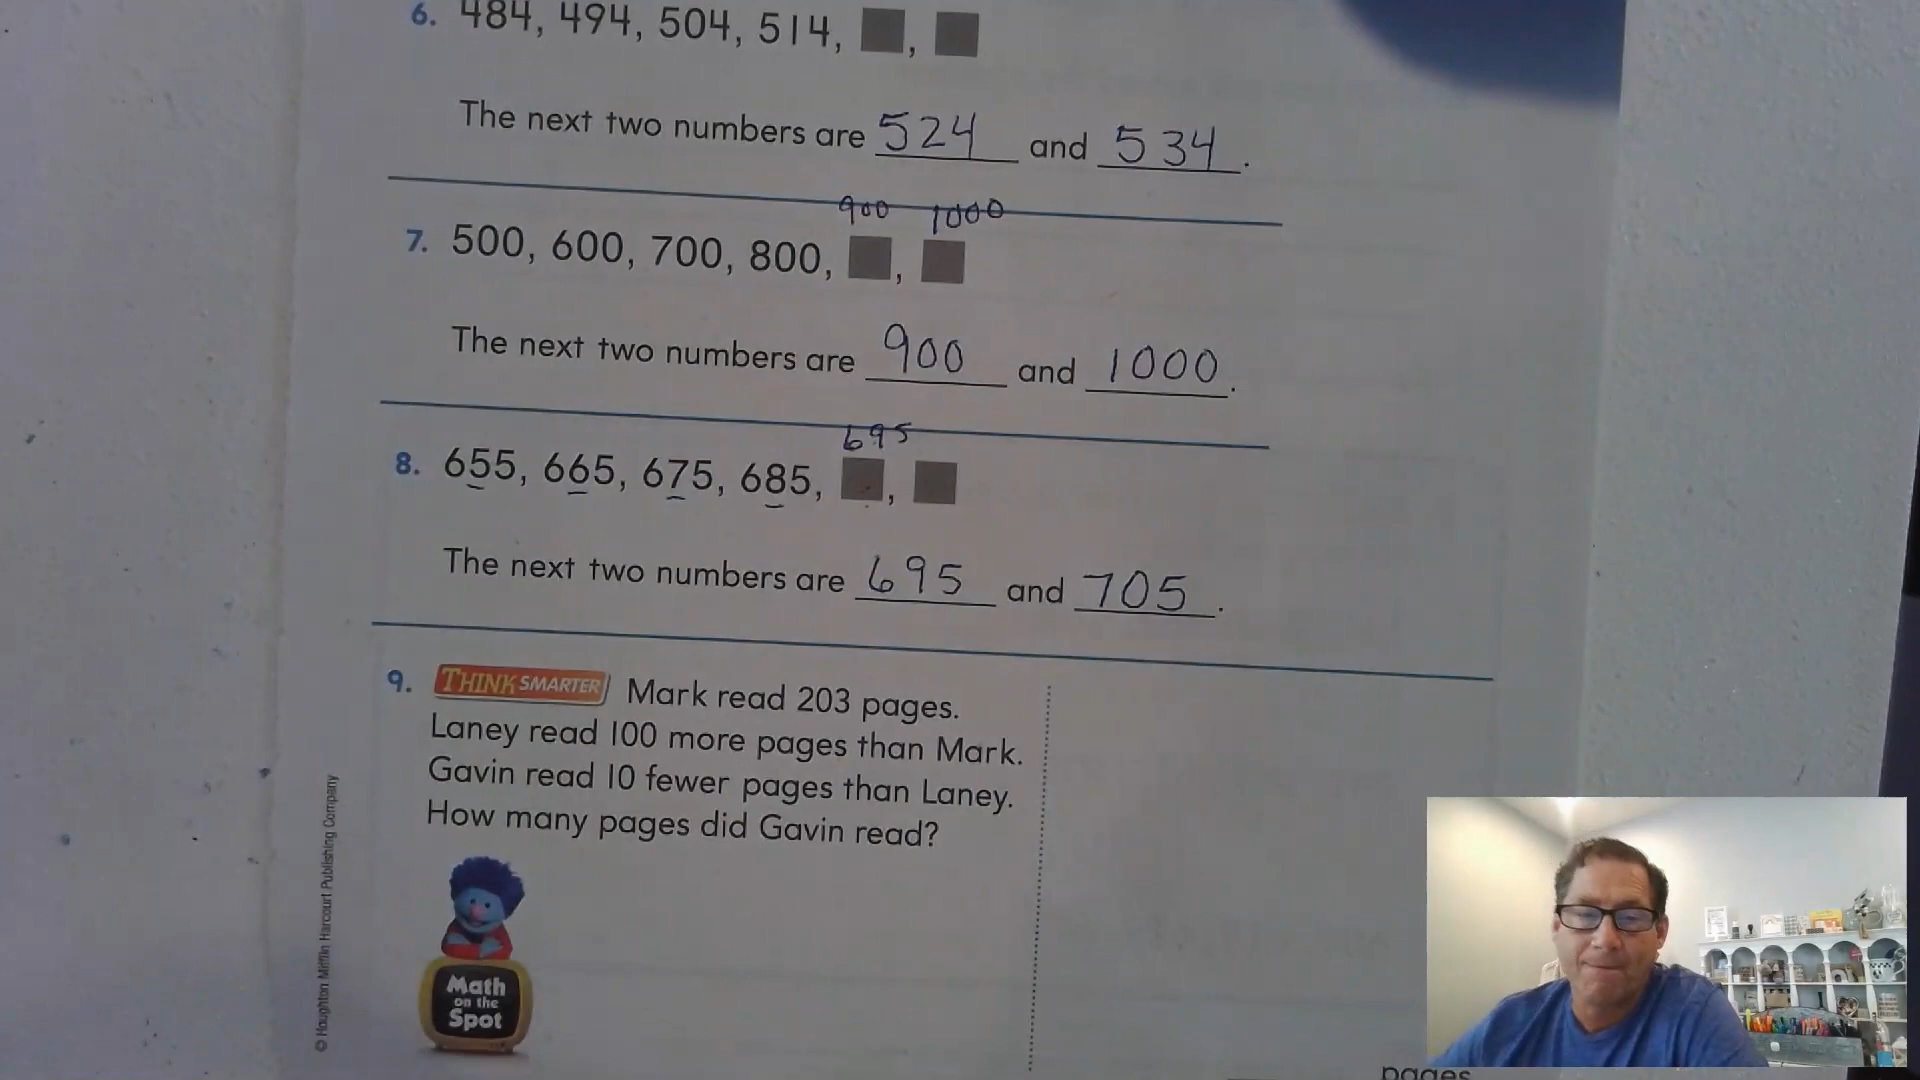 6. 484, 494, 504, 514,
The next two numbers are 524 and 534.
900 1000
7. 500, 600, 700, 800,
The next two numbers are 900 and 1000.
695
8. 655, 665, 675, 685,
The next two numbers are 695 and 705.
9. THINK SMARTER Mark read 203 pages.
Laney read 100 more pages than Mark.
Gavin read 10 fewer pages than Laney.
How many pages did Gavin read?
Math
on the
Spot
© Houghton Mifflin Harcourt Publishing Company
pages